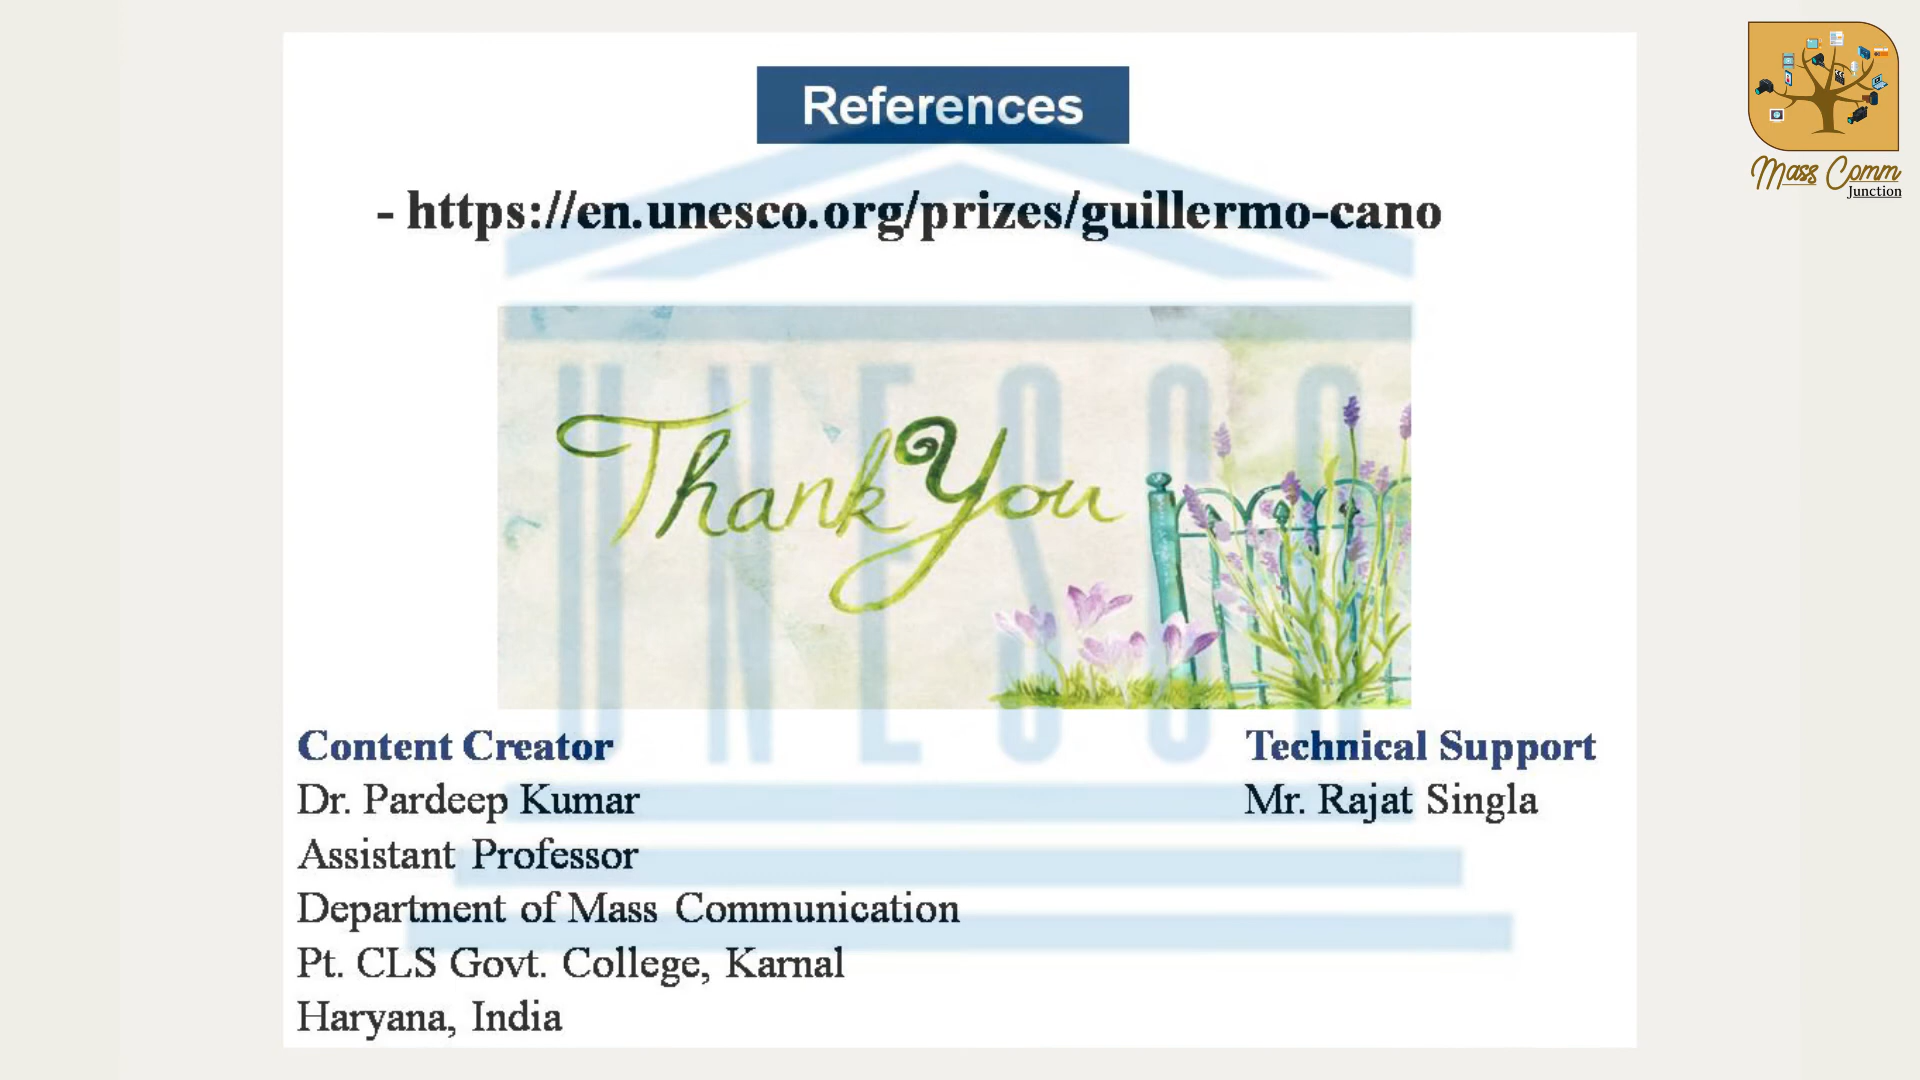 References
Mass Comm
Junction
- https://en.unesco.org/prizes/guillermo-cano
UNESCO
Thank You
Content Creator
Dr. Pardeep Kumar
Assistant Professor
Department of Mass Communication
Pt. CLS Govt. College, Karnal
Haryana, India
Technical Support
Mr. Rajat Singla